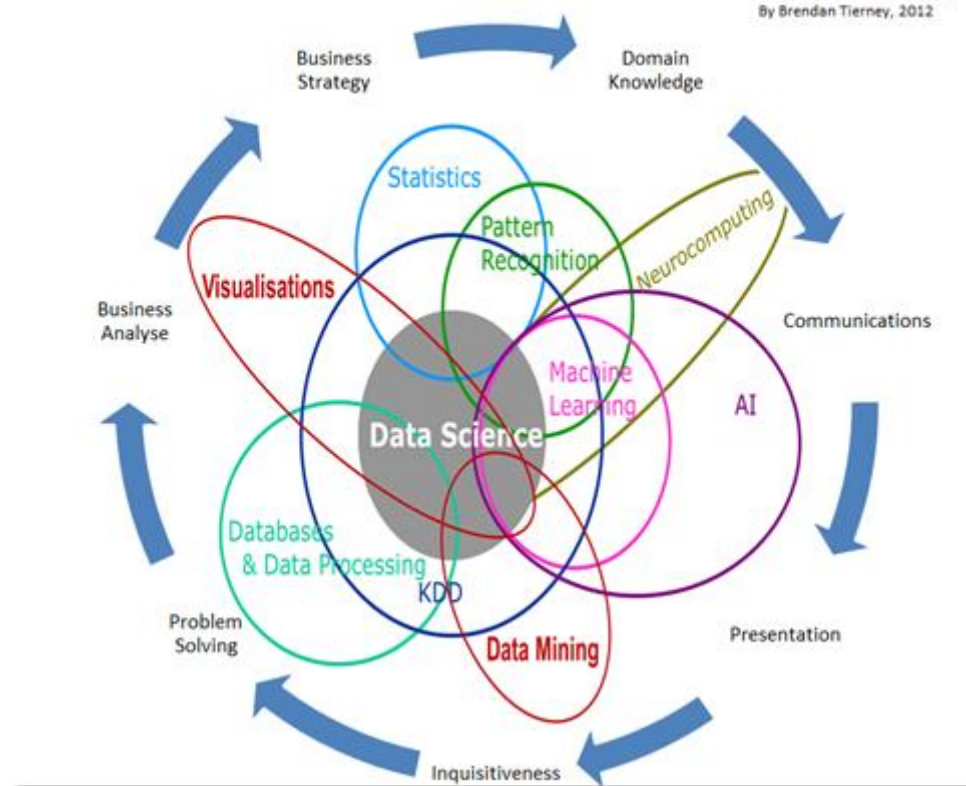 By Brendan Tierney, 2012
Business
Strategy
Domain
Knowledge
Statistics
Pattern
Recognition
Neurocomputing
Visualisations
Business
Analyse
Communications
Machine
Learning
AI
Data Science
Databases
& Data Processing
KDD
Problem
Solving
Presentation
Data Mining
Inquisitiveness